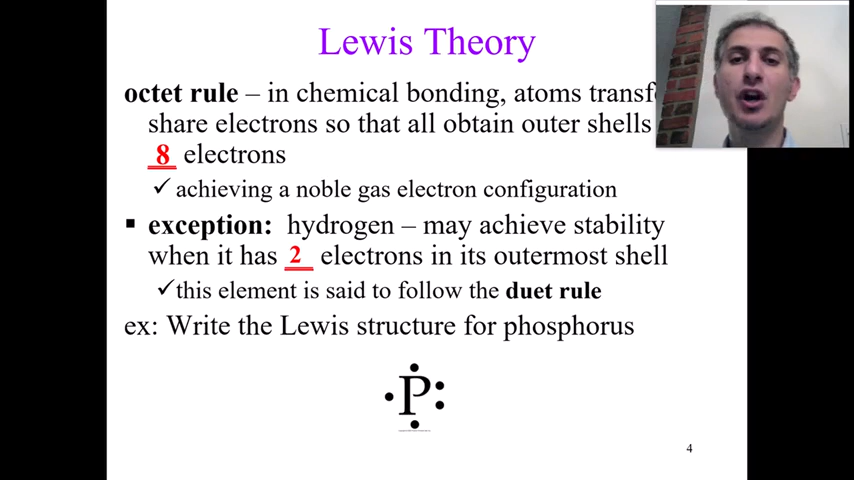 Lewis Theory
octet rule – in chemical bonding, atoms
share electrons so that all obtain outer shells
8 electrons
✓ achieving a noble gas electron configuration
▪ exception: hydrogen – may achieve stability
when it has 2 electrons in its outermost shell
✓this element is said to follow the duet rule
ex: Write the Lewis structure for phosphorus
P
4